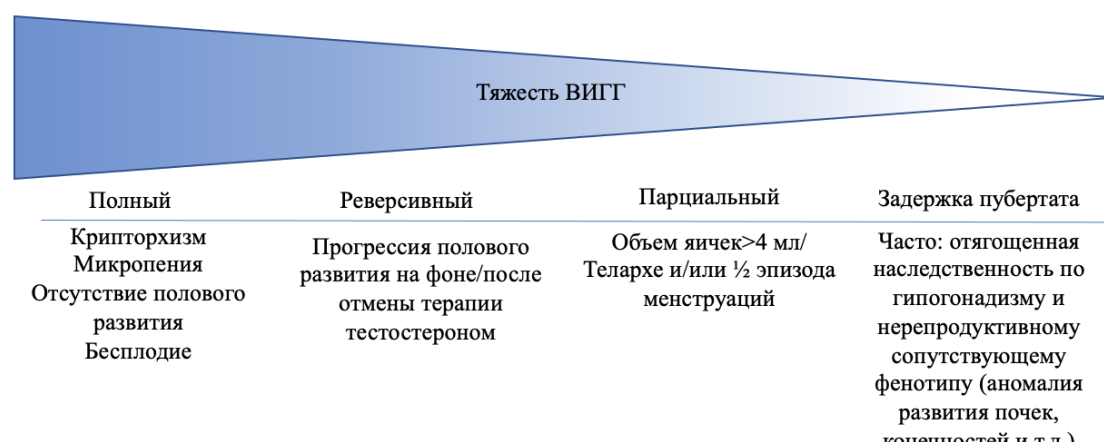 Тяжесть ВИГГ
Полный
Реверсивный
Парциальный
Задержка пубертата
Крипторхизм
Микропения
Отсутствие полового
развития
Бесплодие
Прогрессия полового
развития на фоне/после
отмены терапии
тестостероном
Объем яичек>4 мл/
Телархе и/или ½ эпизода
менструаций
Часто: отягощенная
наследственность по
гипогонадизму и
нерепродуктивному
сопутствующему
фенотипу (аномалия
развития почек,
конечностей и т.д.)